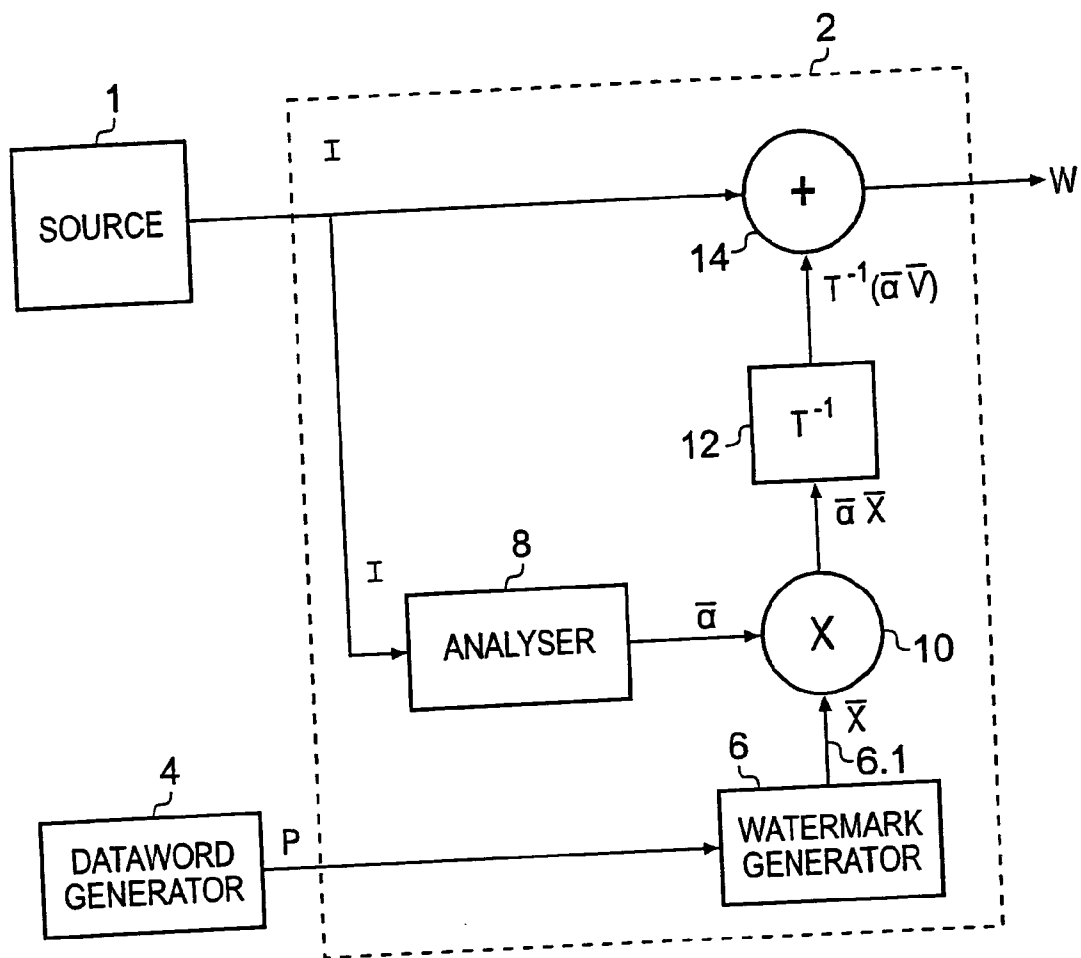 2
1
I
SOURCE
+
W
14
T⁻¹(ᾱ V̅)
12
T⁻¹
ᾱ X̅
8
I
ANALYSER
ᾱ
X
10
X̅
6
6.1
4
P
DATAWORD
GENERATOR
WATERMARK
GENERATOR